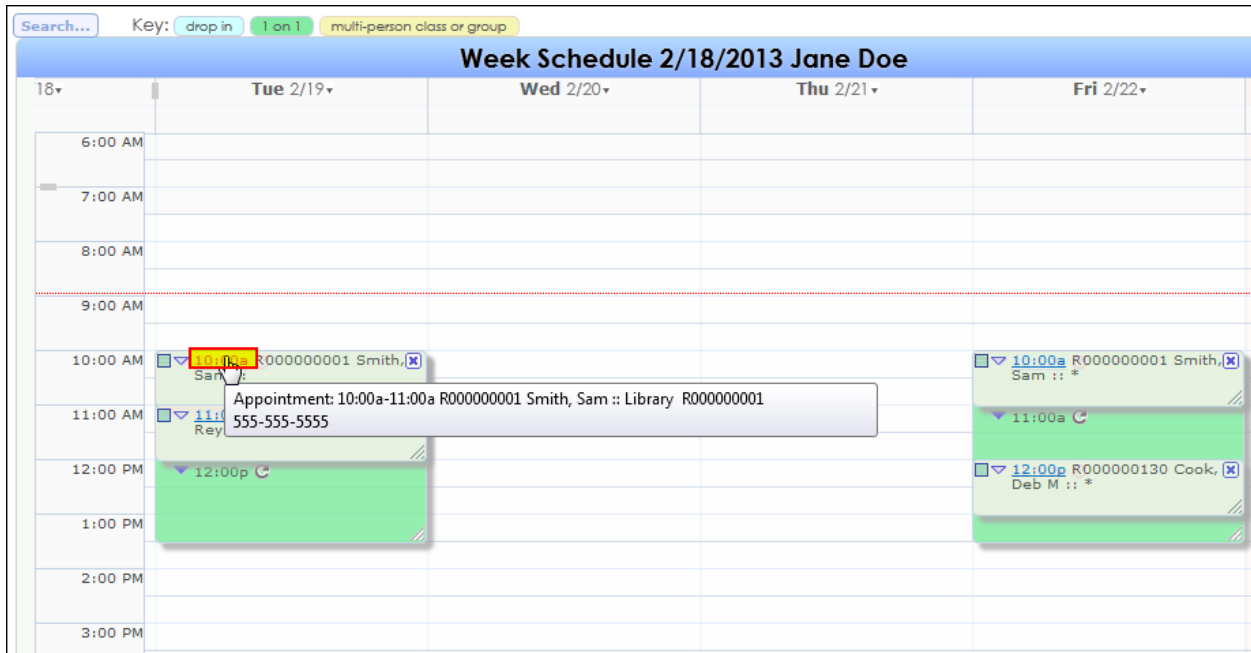 Search... Key: drop in 1 on 1 multi-person class or group
Week Schedule 2/18/2013 Jane Doe
18 Tue 2/19 Wed 2/20 Thu 2/21 Fri 2/22
6:00 AM
7:00 AM
8:00 AM
9:00 AM
10:00 AM 10:00a R000000001 Smith, 10:00a R000000001 Smith,
Sam :: *
Appointment: 10:00a-11:00a R000000001 Smith, Sam :: Library R000000001
11:00 AM 11:00a
555-555-5555
12:00 PM 12:00p 12:00p R000000130 Cook,
Deb M :: *
1:00 PM
2:00 PM
3:00 PM